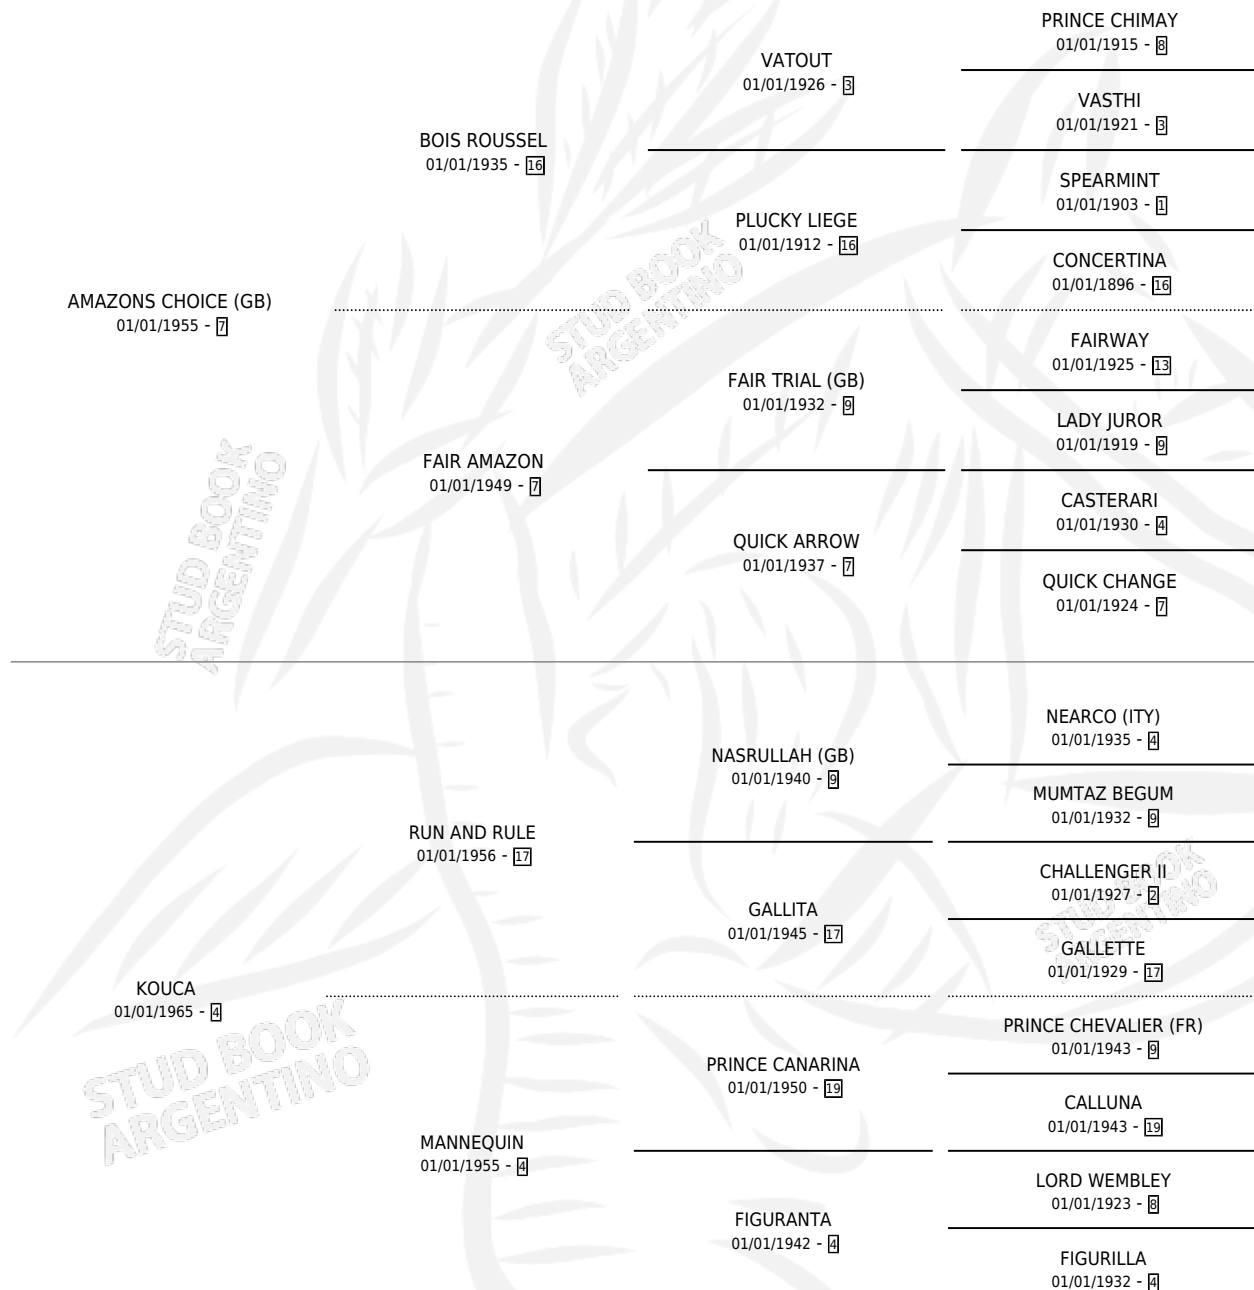 PRINCE CHIMAY
01/01/1915 - 8
VATOUT
01/01/1926 - 3
VASTHI
01/01/1921 - 3
BOIS ROUSSEL
01/01/1935 - 16
SPEARMINT
01/01/1903 - 1
PLUCKY LIEGE
01/01/1912 - 16
CONCERTINA
01/01/1896 - 16
AMAZONS CHOICE (GB)
01/01/1955 - 7
STUD BOOK
ARGENTINO
FAIRWAY
01/01/1925 - 13
FAIR TRIAL (GB)
01/01/1932 - 9
LADY JUROR
01/01/1919 - 9
FAIR AMAZON
01/01/1949 - 7
CASTERARI
01/01/1930 - 4
QUICK ARROW
01/01/1937 - 7
QUICK CHANGE
01/01/1924 - 7
STUD BOOK
ARGENTINO
NEARCO (ITY)
01/01/1935 - 4
NASRULLAH (GB)
01/01/1940 - 9
MUMTAZ BEGUM
01/01/1932 - 9
RUN AND RULE
01/01/1956 - 17
CHALLENGER II
01/01/1927 - 2
GALLITA
01/01/1945 - 17
STUD BOOK
ARGENTINO
GALLETTE
01/01/1929 - 17
KOUCA
01/01/1965 - 4
PRINCE CHEVALIER (FR)
01/01/1943 - 9
PRINCE CANARINA
01/01/1950 - 19
STUD BOOK
ARGENTINO
CALLUNA
01/01/1943 - 19
MANNEQUIN
01/01/1955 - 4
LORD WEMBLEY
01/01/1923 - 8
FIGURANTA
01/01/1942 - 4
FIGURILLA
01/01/1932 - 4